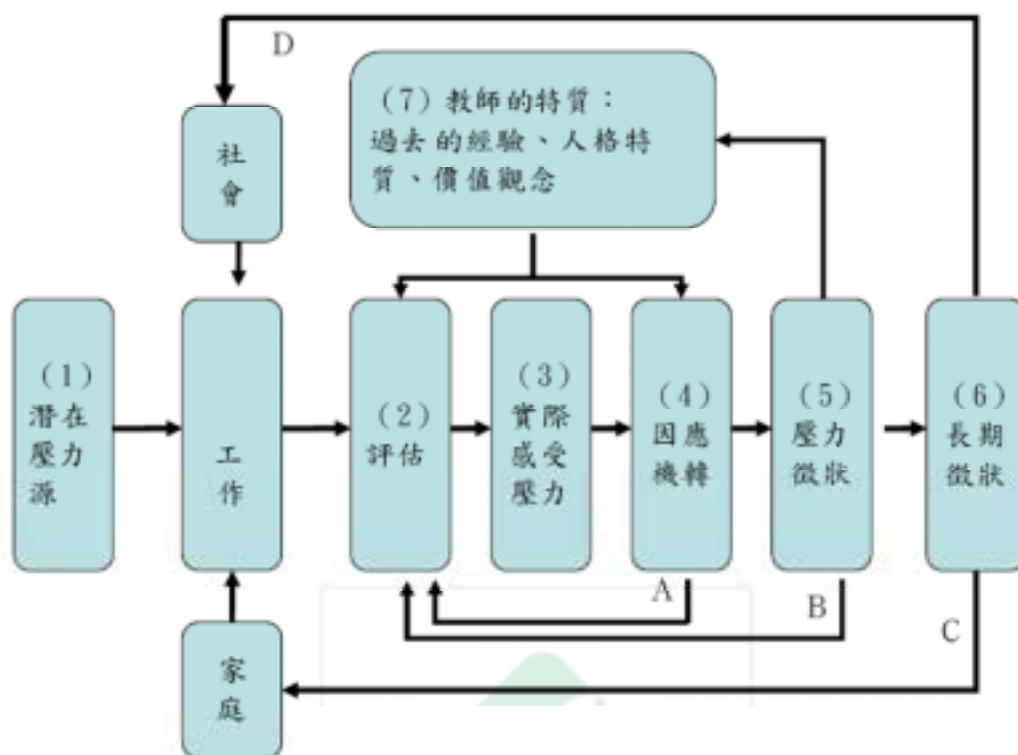 D
(7)教師的特質：
過去的經驗、人格特
質、價值觀念
社
會
(1)
潛在
壓力
源
工
作
(2)
評估
(3)
實際
感受
壓力
(4)
因應
機轉
(5)
壓力
徵狀
(6)
長期
徵狀
A
B
C
家
庭